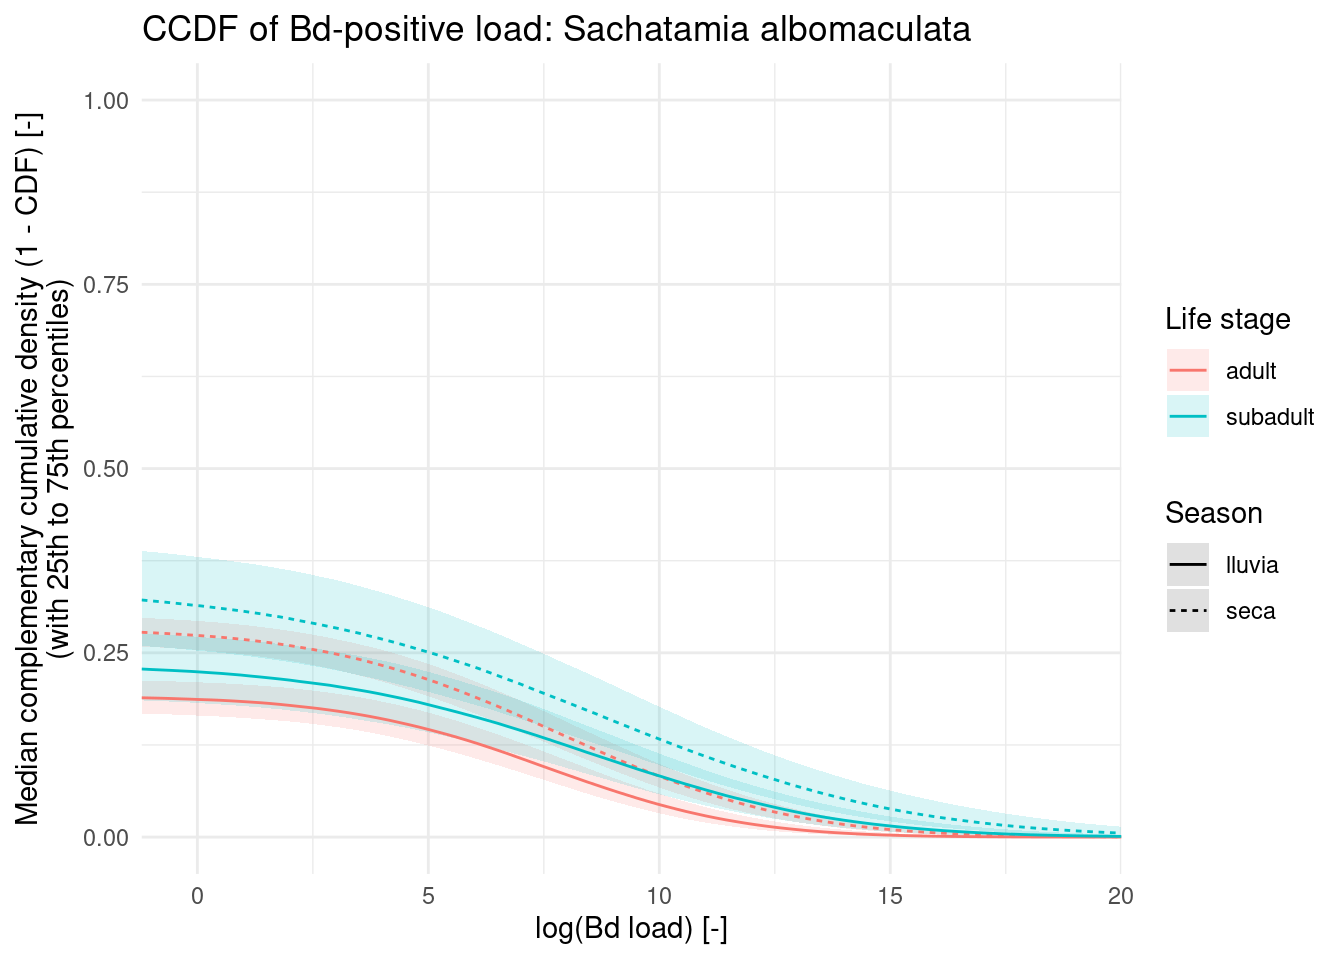 CCDF of Bd-positive load: Sachatamia albomaculata
Median complementary cumulative density (1 - CDF) [-]
(with 25th to 75th percentiles)
1.00
0.75
0.50
0.25
0.00
0
5
10
15
20
log(Bd load) [-]
Life stage
adult
subadult
Season
lluvia
seca